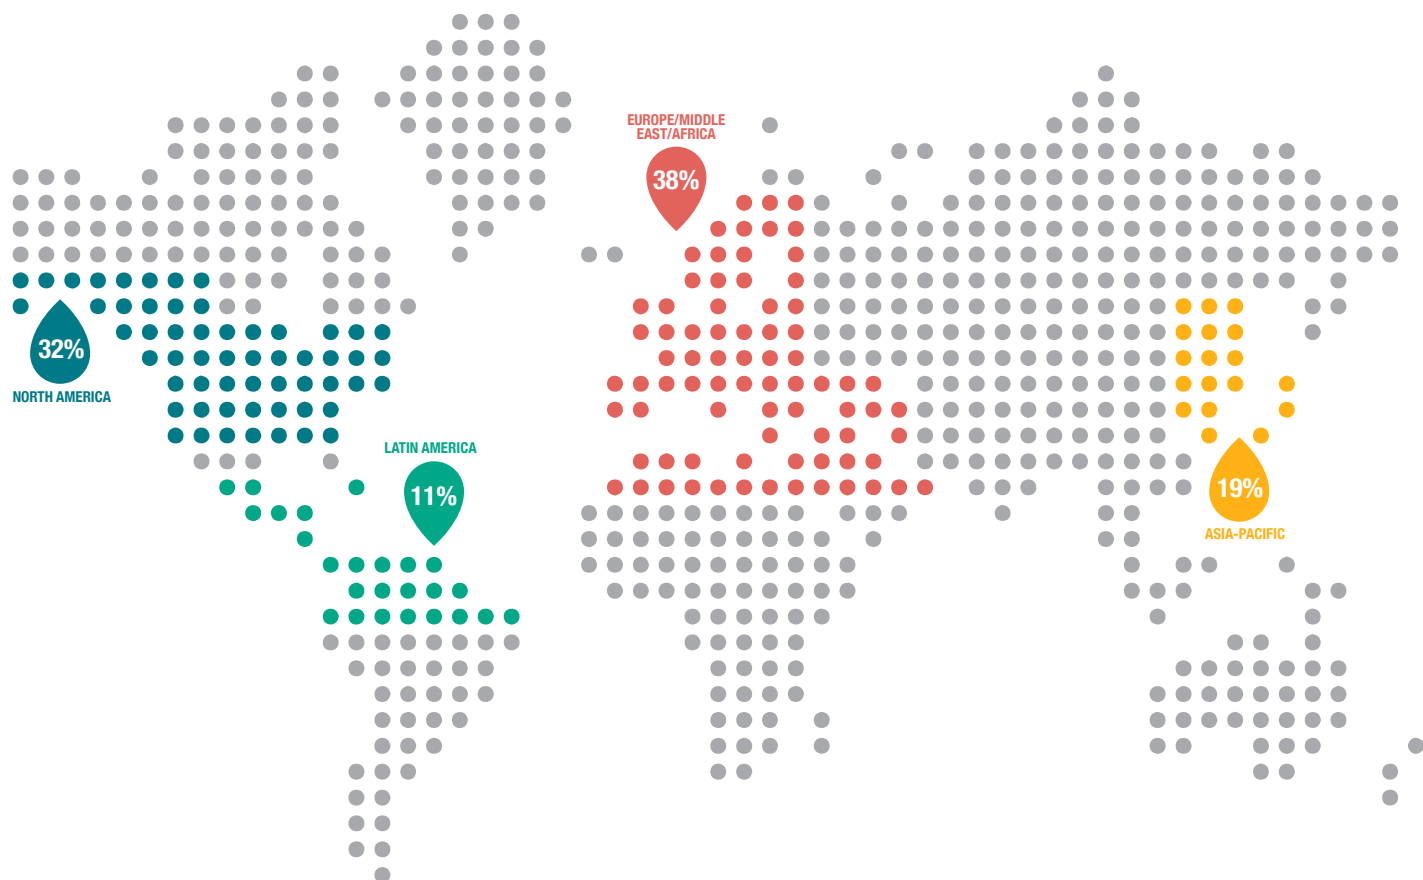 EUROPE/MIDDLE
EAST/AFRICA
38%
32%
NORTH AMERICA
LATIN AMERICA
11%
19%
ASIA-PACIFIC